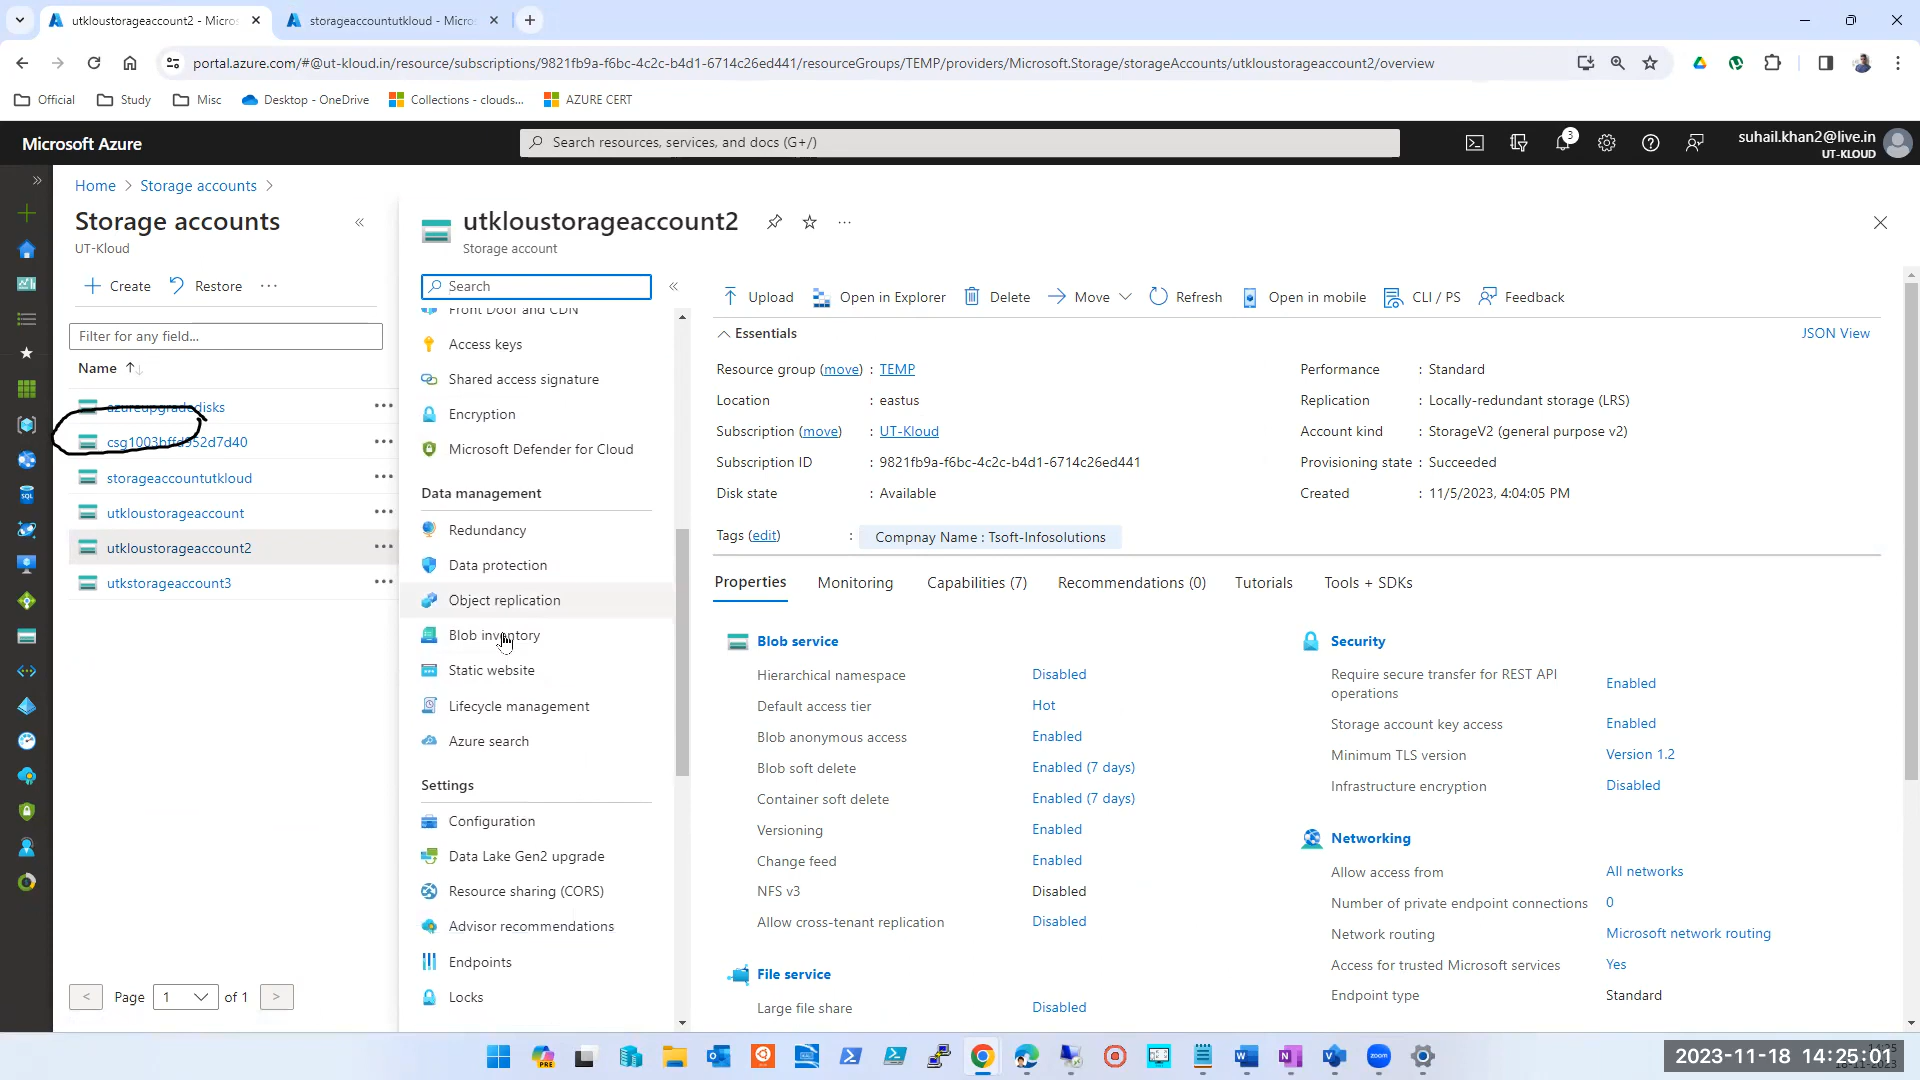 utkloustorageaccount2 - Micros
storageaccountutkloud - Micro
portal.azure.com/#@ut-kloud.in/resource/subscriptions/9821fb9a-f6bc-4c2c-b4d1-6714c26ed441/resourceGroups/TEMP/providers/Microsoft.Storage/storageAccounts/utkloustorageaccount2/overview
Official
Study
Misc
Desktop - OneDrive
Collections - clouds...
AZURE CERT
Microsoft Azure
Search resources, services, and docs (G+/)
3
suhail.khan2@live.in
UT-KLOUD
Home > Storage accounts >
Storage accounts
UT-Kloud
Create
Restore
Filter for any field...
Name
azureupgradedisks
csg1003bffd952d7d40
storageaccountutkloud
utkloustorageaccount
utkloustorageaccount2
utkstorageaccount3
< Page 1 of 1 >
utkloustorageaccount2
Storage account
Search
Front Door and CDN
Access keys
Shared access signature
Encryption
Microsoft Defender for Cloud
Data management
Redundancy
Data protection
Object replication
Blob inventory
Static website
Lifecycle management
Azure search
Settings
Configuration
Data Lake Gen2 upgrade
Resource sharing (CORS)
Advisor recommendations
Endpoints
Locks
Upload
Open in Explorer
Delete
Move
Refresh
Open in mobile
CLI / PS
Feedback
Essentials
JSON View
Resource group (move) : TEMP
Location : eastus
Subscription (move) : UT-Kloud
Subscription ID : 9821fb9a-f6bc-4c2c-b4d1-6714c26ed441
Disk state : Available
Performance : Standard
Replication : Locally-redundant storage (LRS)
Account kind : StorageV2 (general purpose v2)
Provisioning state : Succeeded
Created : 11/5/2023, 4:04:05 PM
Tags (edit) : Compnay Name : Tsoft-Infosolutions
Properties
Monitoring
Capabilities (7)
Recommendations (0)
Tutorials
Tools + SDKs
Blob service
Hierarchical namespace Disabled
Default access tier Hot
Blob anonymous access Enabled
Blob soft delete Enabled (7 days)
Container soft delete Enabled (7 days)
Versioning Enabled
Change feed Enabled
NFS v3 Disabled
Allow cross-tenant replication Disabled
File service
Large file share Disabled
Security
Require secure transfer for REST API
operations Enabled
Storage account key access Enabled
Minimum TLS version Version 1.2
Infrastructure encryption Disabled
Networking
Allow access from All networks
Number of private endpoint connections 0
Network routing Microsoft network routing
Access for trusted Microsoft services Yes
Endpoint type Standard
2023-11-18 14:25:01